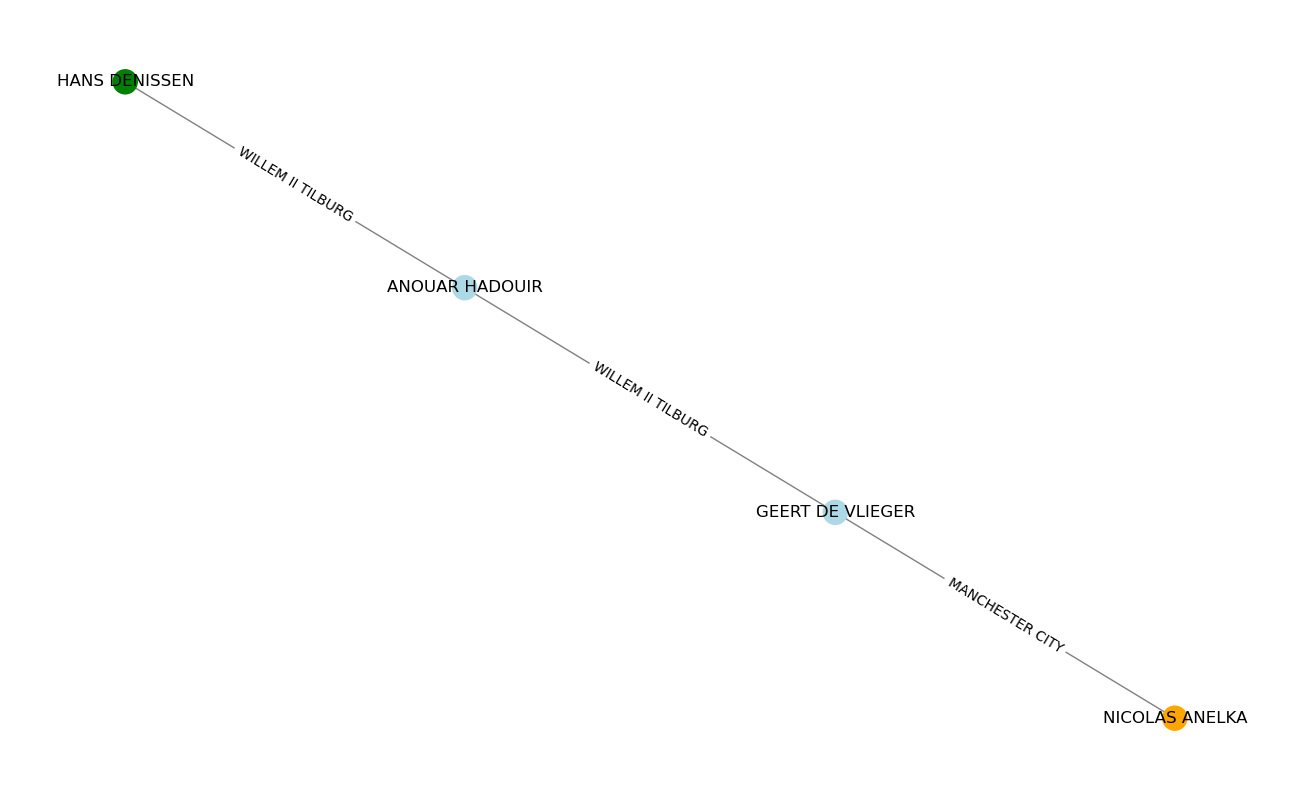 HANS DENISSEN
WILLEM II TILBURG
ANOUAR HADOUIR
WILLEM II TILBURG
GEERT DE VLIEGER
MANCHESTER CITY
NICOLAS ANELKA